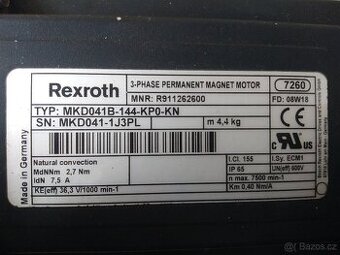 Rexroth
3-PHASE PERMANENT MAGNET MOTOR
7260
MNR: R911262600
FD: 08W18
TYP: MKD041B-144-KP0-KN
SN: MKD041-1J3PL
m 4,4 kg
Made in Germany
Natural convection
MdNNm 2,7 Nm
IdN 7,5 A
KE(eff) 36,3 V/1000 min-1
I.Cl. 155
I.Sy. ECM1
IP 65
UN(eff) 600V
n max. 7500 min-1
Km 0,40 Nm/A
CE
c UL US
bazos.cz